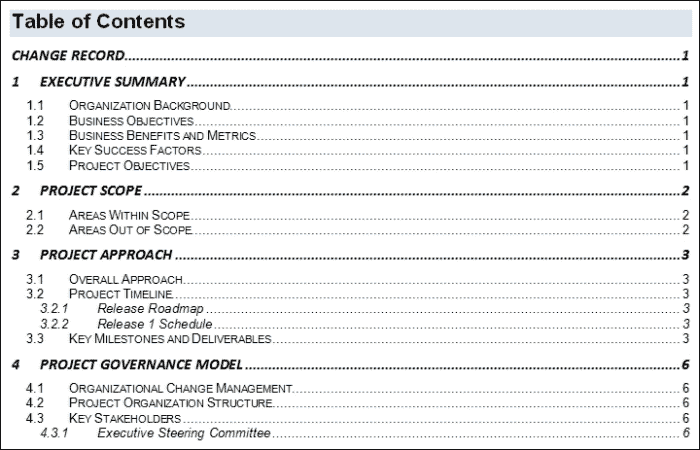 Table of Contents
CHANGE RECORD 1
1 EXECUTIVE SUMMARY 1
1.1 ORGANIZATION BACKGROUND 1
1.2 BUSINESS OBJECTIVES 1
1.3 BUSINESS BENEFITS AND METRICS 1
1.4 KEY SUCCESS FACTORS 1
1.5 PROJECT OBJECTIVES 1
2 PROJECT SCOPE 2
2.1 AREAS WITHIN SCOPE 2
2.2 AREAS OUT OF SCOPE 2
3 PROJECT APPROACH 3
3.1 OVERALL APPROACH 3
3.2 PROJECT TIMELINE 3
3.2.1 Release Roadmap 3
3.2.2 Release 1 Schedule 3
3.3 KEY MILESTONES AND DELIVERABLES 3
4 PROJECT GOVERNANCE MODEL 6
4.1 ORGANIZATIONAL CHANGE MANAGEMENT 6
4.2 PROJECT ORGANIZATION STRUCTURE 6
4.3 KEY STAKEHOLDERS 6
4.3.1 Executive Steering Committee 6